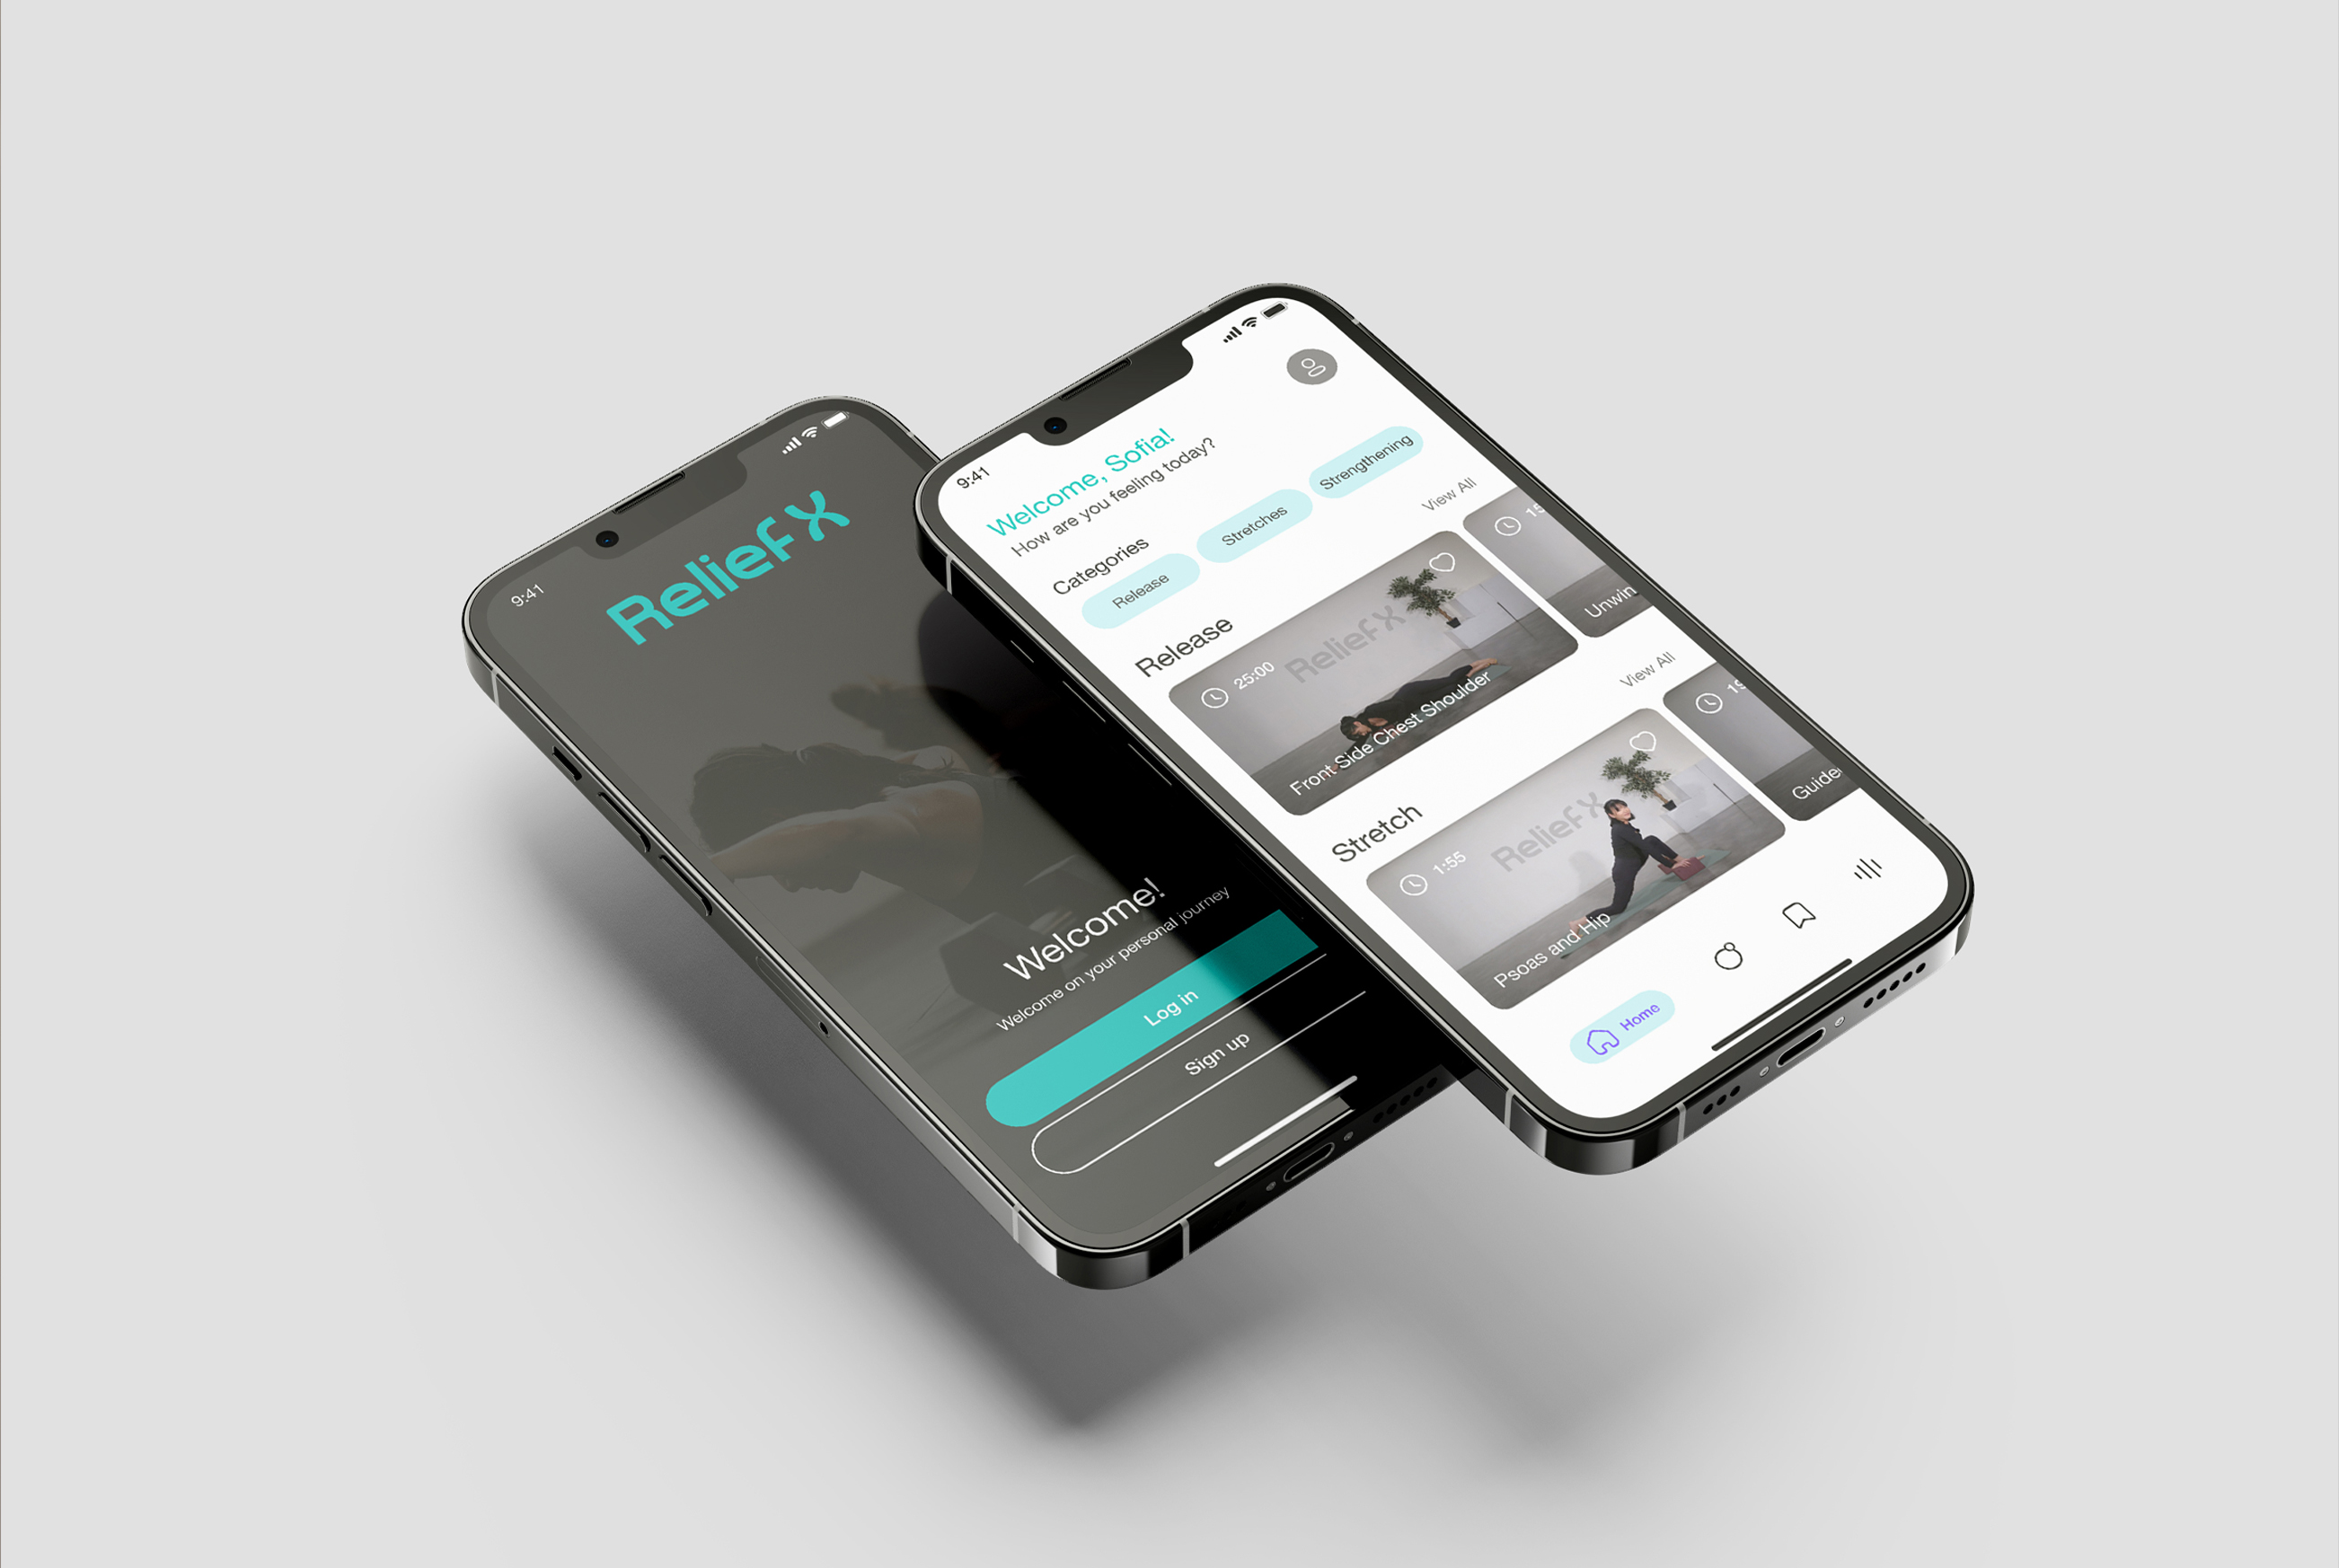 9:41
ReliefX
Welcome!
Welcome on your personal journey
Log in
Sign up
9:41
Welcome, Sofia!
How are you feeling today?
Categories
Release
Stretches
Strengthening
Release
View All
25:00
ReliefX
Front Side Chest Shoulder
15
Unwin
Stretch
View All
1:55
ReliefX
Psoas and Hip
Guide
Home